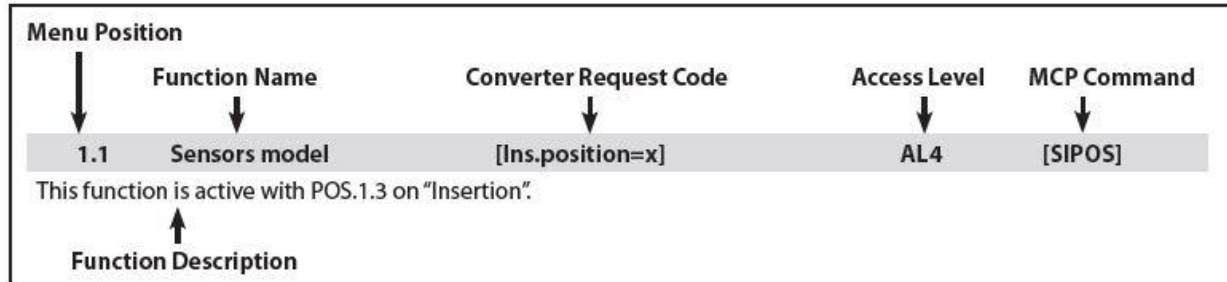 Menu Position
Function Name Converter Request Code Access Level MCP Command
1.1 Sensors model [Ins.position=x] AL4 [SIPOS]
This function is active with POS.1.3 on “Insertion”.
Function Description